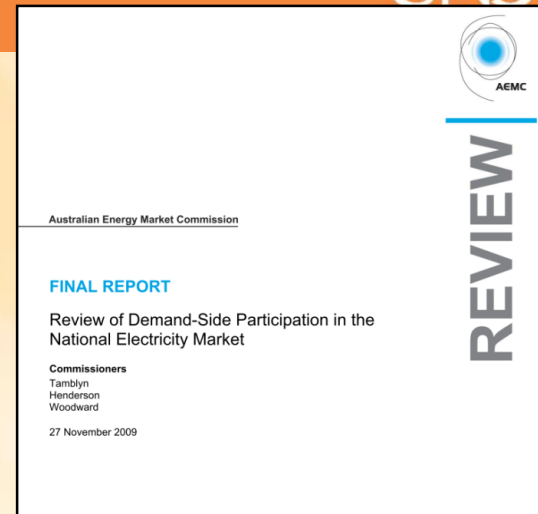 AEMC
REVIEW
Australian Energy Market Commission
FINAL REPORT
Review of Demand-Side Participation in the
National Electricity Market
Commissioners
Tamblyn
Henderson
Woodward
27 November 2009